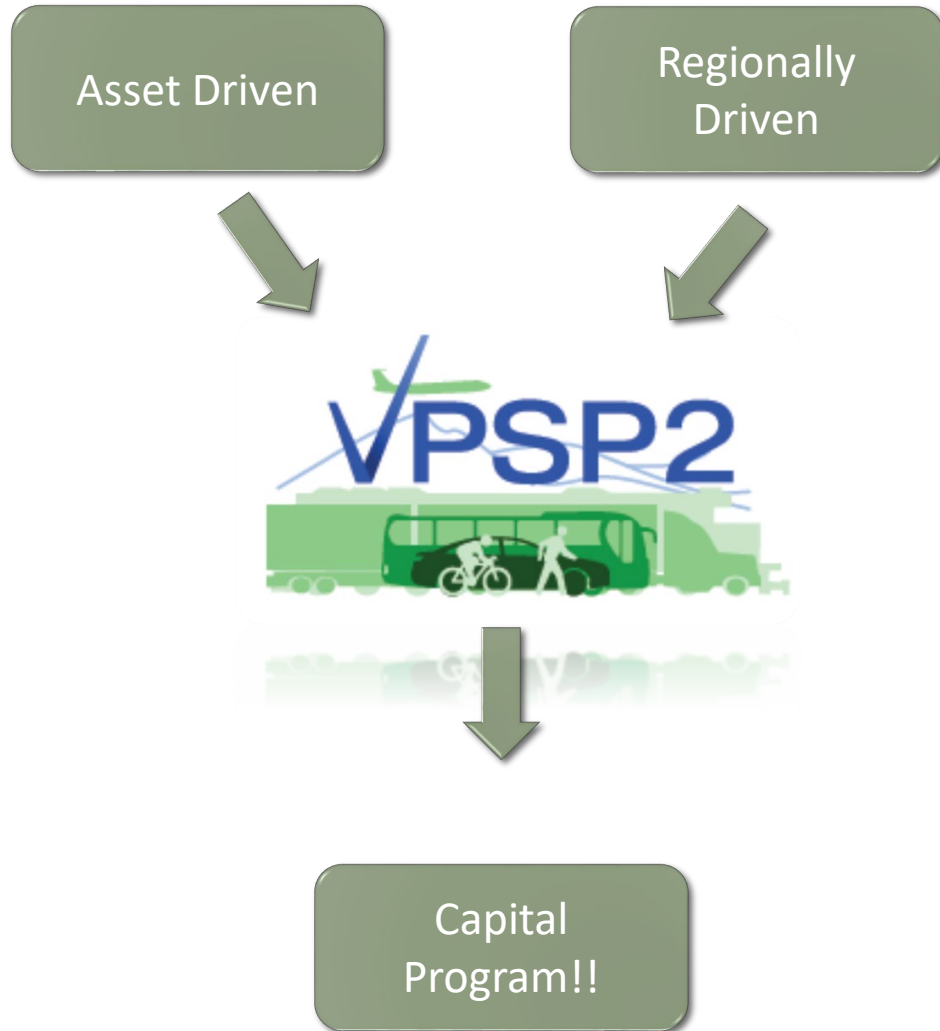 Asset Driven
Regionally
Driven
VPSP2
Capital
Program!!